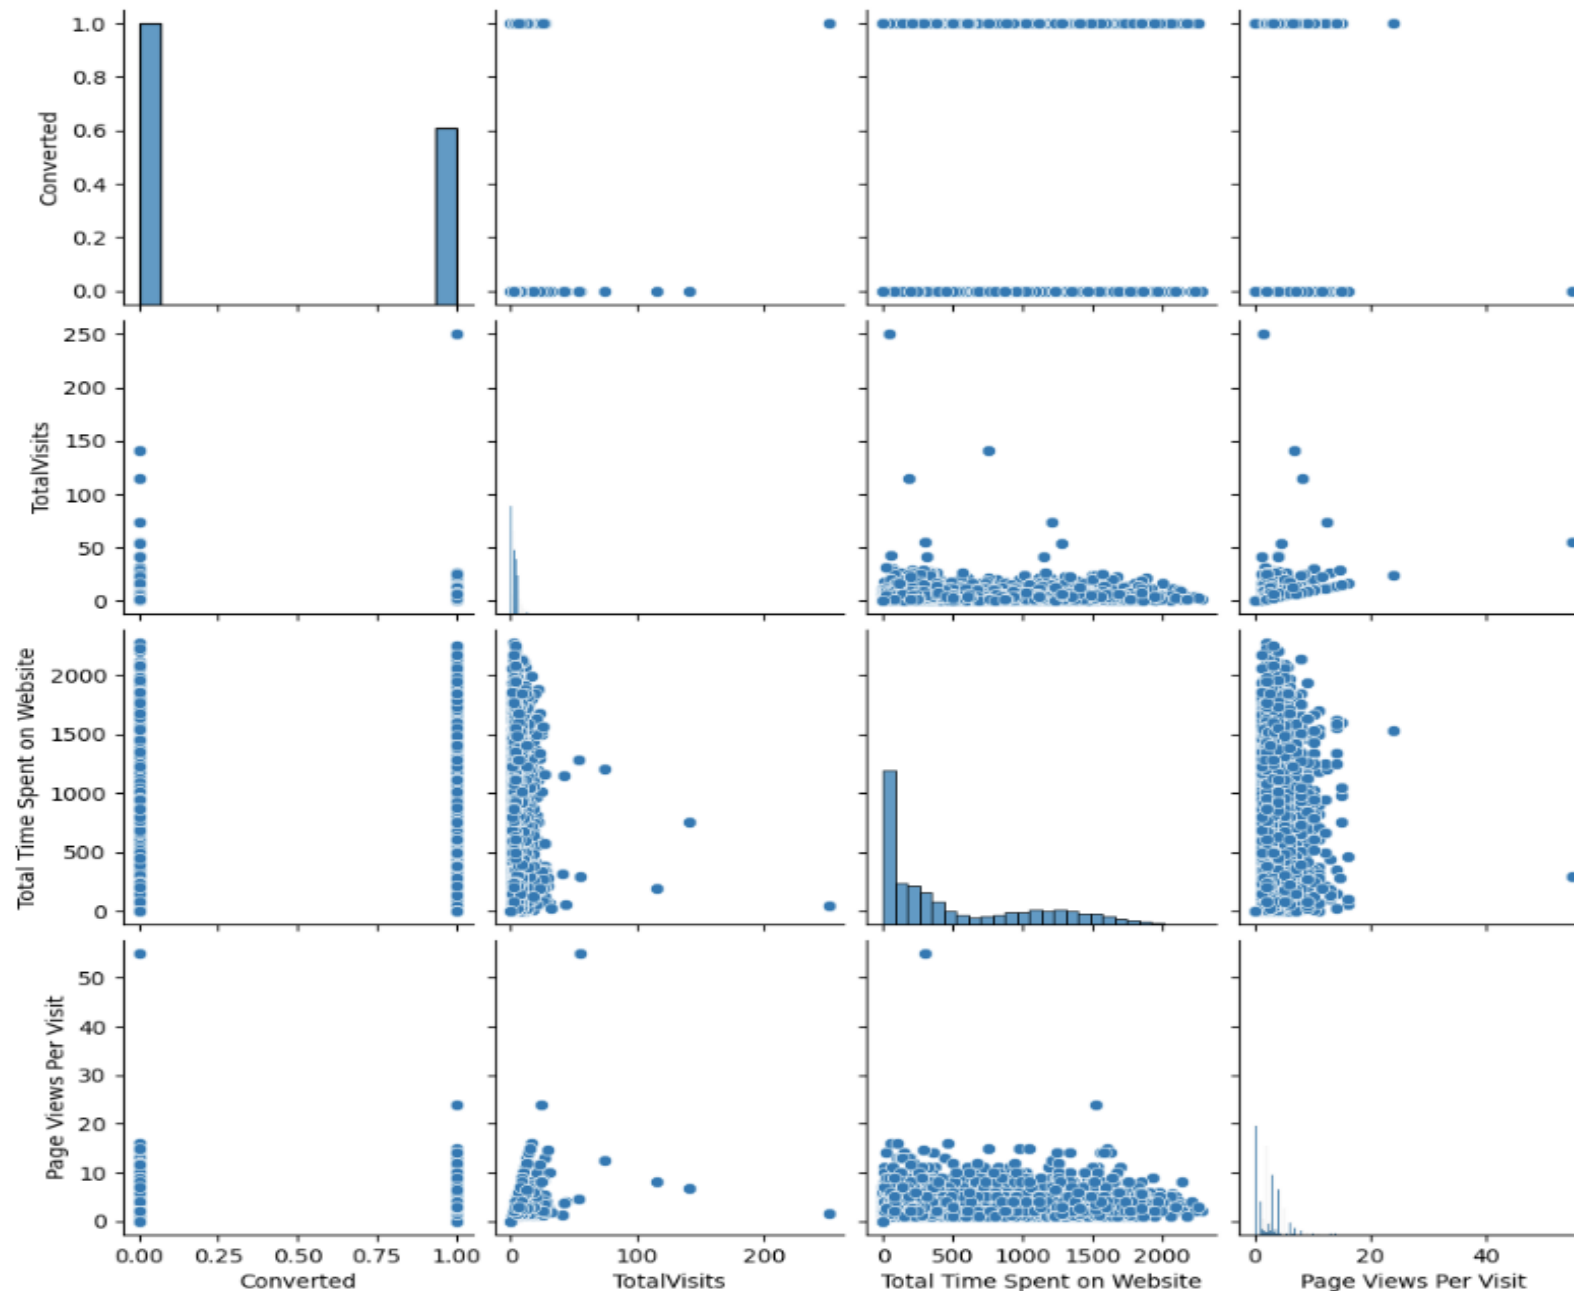 Converted
1.0
0.8
0.6
0.4
0.2
0.0
TotalVisits
250
200
150
100
50
0
Total Time Spent on Website
2000
1500
1000
500
0
Page Views Per Visit
50
40
30
20
10
0
0.00 0.25 0.50 0.75 1.00
Converted
0 100 200
TotalVisits
0 500 1000 1500 2000
Total Time Spent on Website
0 20 40
Page Views Per Visit